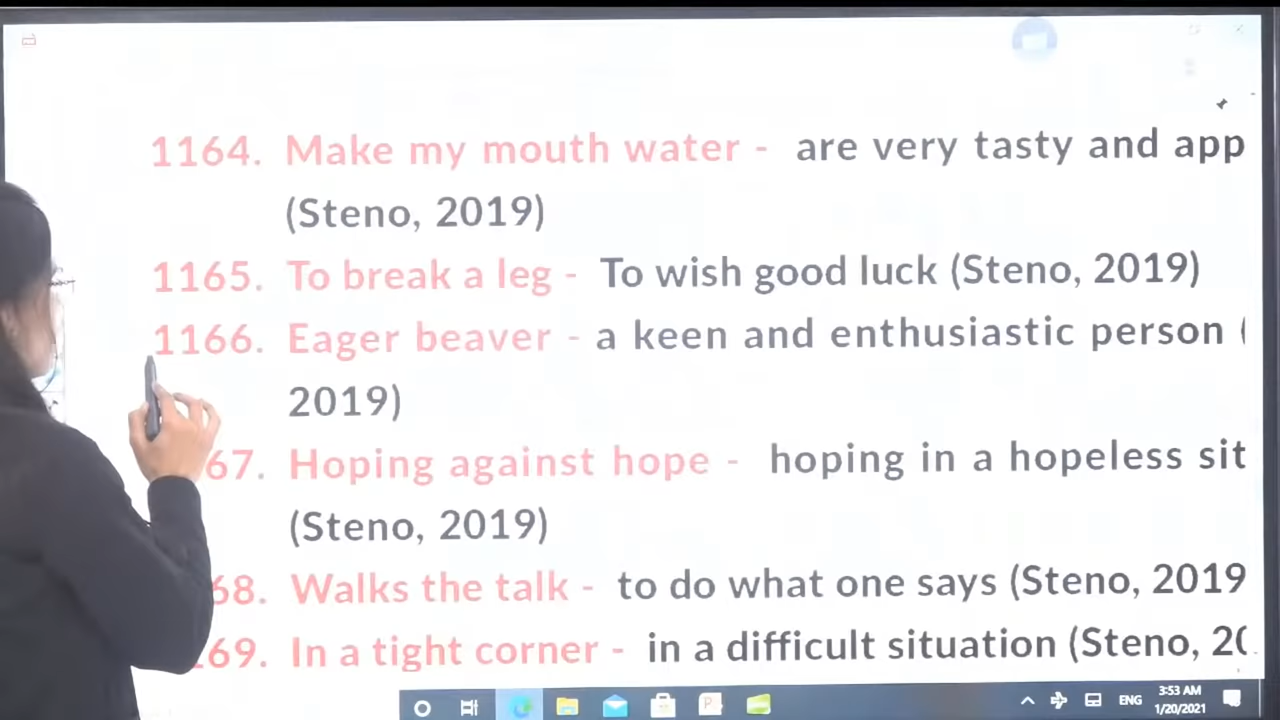 1164. Make my mouth water - are very tasty and app
(Steno, 2019)
1165. To break a leg - To wish good luck (Steno, 2019)
1166. Eager beaver - a keen and enthusiastic person (
2019)
67. Hoping against hope - hoping in a hopeless sit
(Steno, 2019)
68. Walks the talk - to do what one says (Steno, 2019
169. In a tight corner - in a difficult situation (Steno, 20
ENG
3:53 AM
1/20/2021